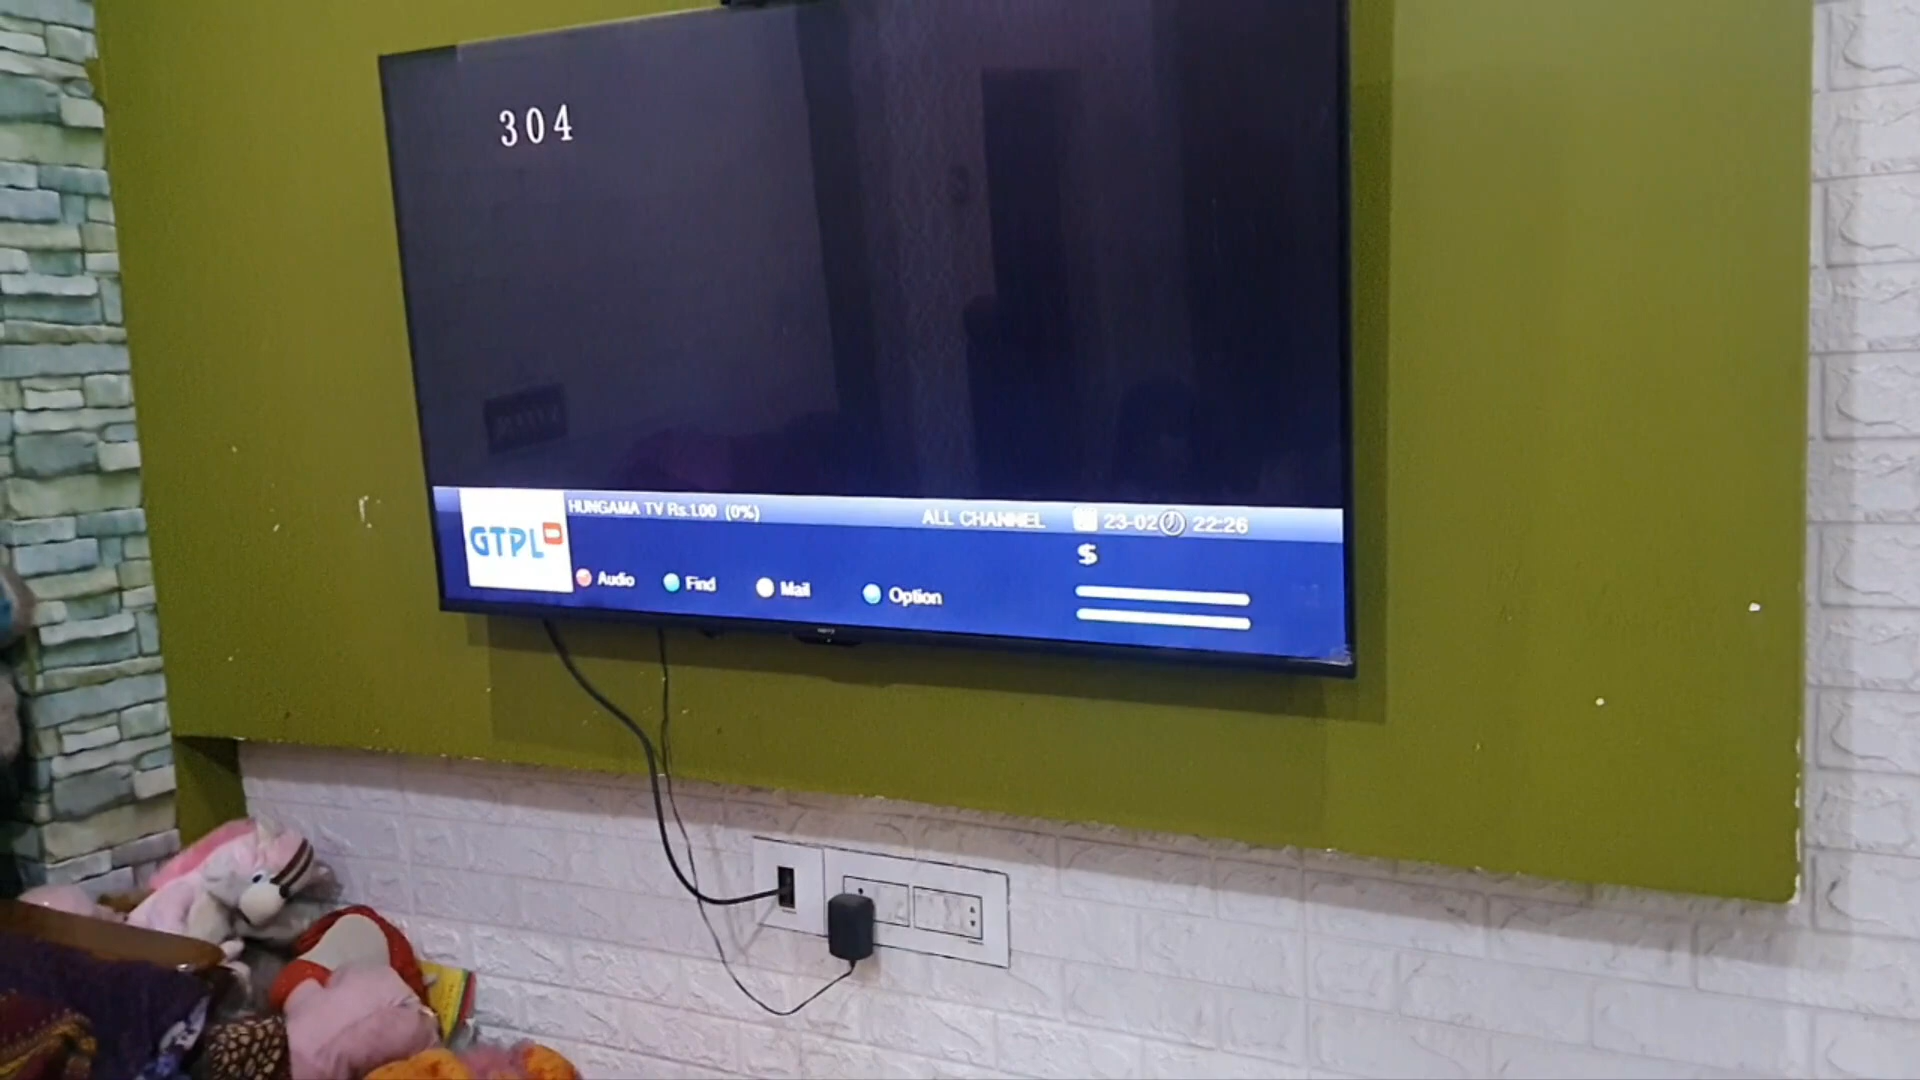 304
HUNGAMA TV Rs.1.00 (0%)
ALL CHANNEL
23-02
22:26
GTPL
$
Audio
Find
Mail
Option